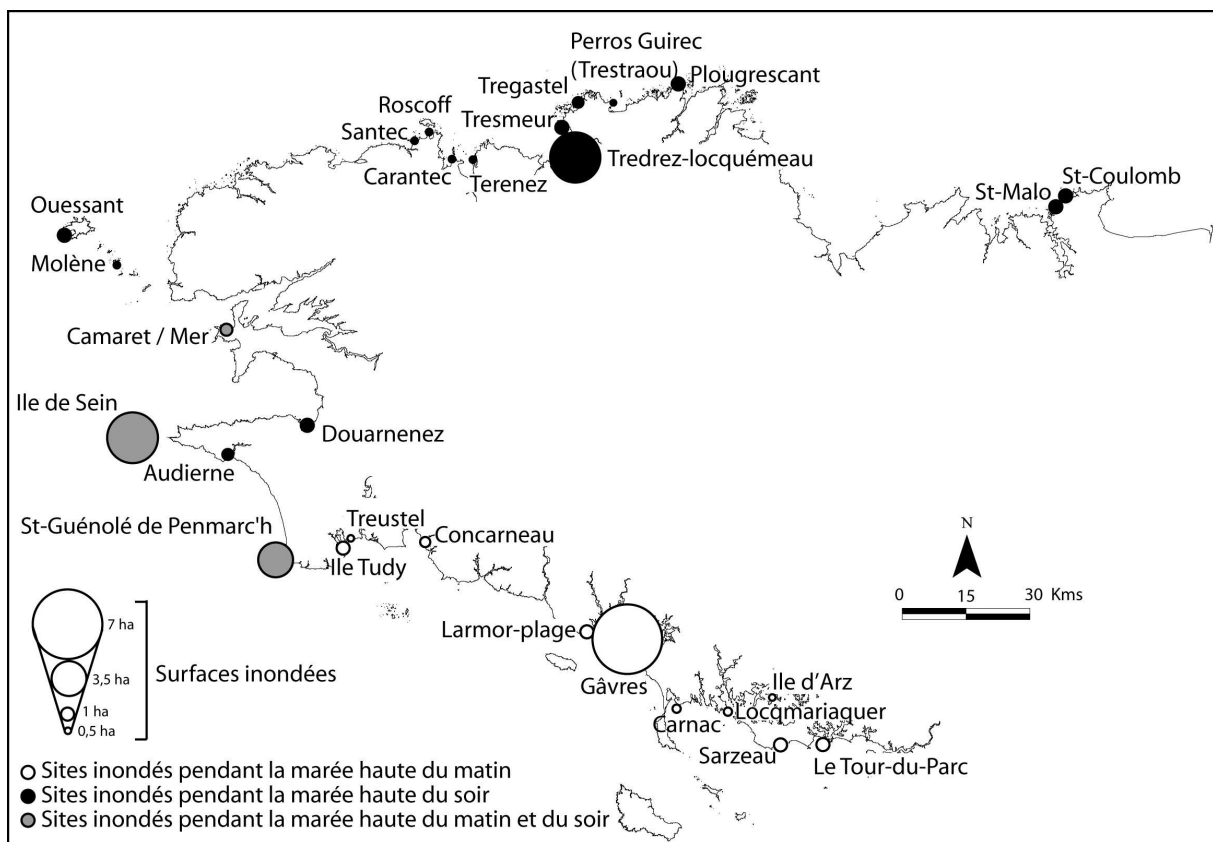 Perros Guirec
(Trestraou)
Plougrescant
Tregastel
Roscoff
Tresmeur
Santec
Tredrez-locquémeau
Carantec
Terenez
St-Coulomb
St-Malo
Ouessant
Molène
Camaret / Mer
Ile de Sein
Douarnenez
Audierne
St-Guénolé de Penmarc'h
Treustel
Concarneau
Ile Tudy
N
0 15 30 Kms
Larmor-plage
Gâvres
Ile d'Arz
Locqmariaquer
Carnac
Sarzeau
Le Tour-du-Parc
7 ha
3,5 ha
1 ha
0,5 ha
Surfaces inondées
Sites inondés pendant la marée haute du matin
Sites inondés pendant la marée haute du soir
Sites inondés pendant la marée haute du matin et du soir